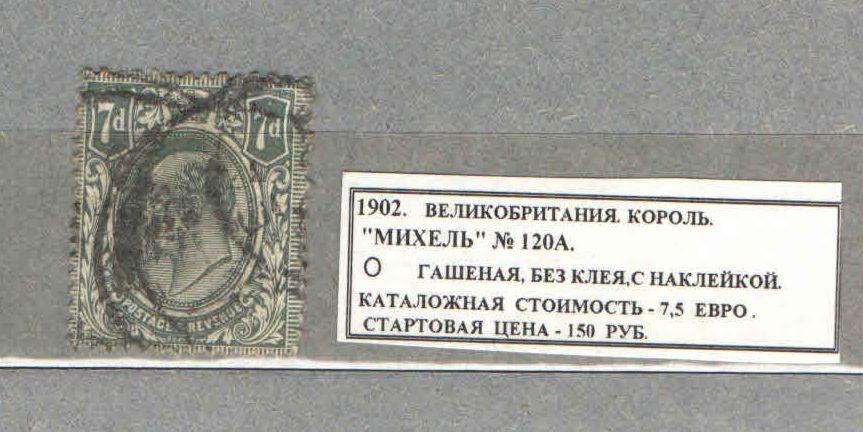 7d 7d
POSTAGE & REVENUE
1902. ВЕЛИКОБРИТАНИЯ. КОРОЛЬ.
"МИХЕЛЬ" № 120А.
О ГАШЕНАЯ, БЕЗ КЛЕЯ,С НАКЛЕЙКОЙ.
КАТАЛОЖНАЯ СТОИМОСТЬ - 7,5 ЕВРО .
СТАРТОВАЯ ЦЕНА - 150 РУБ.